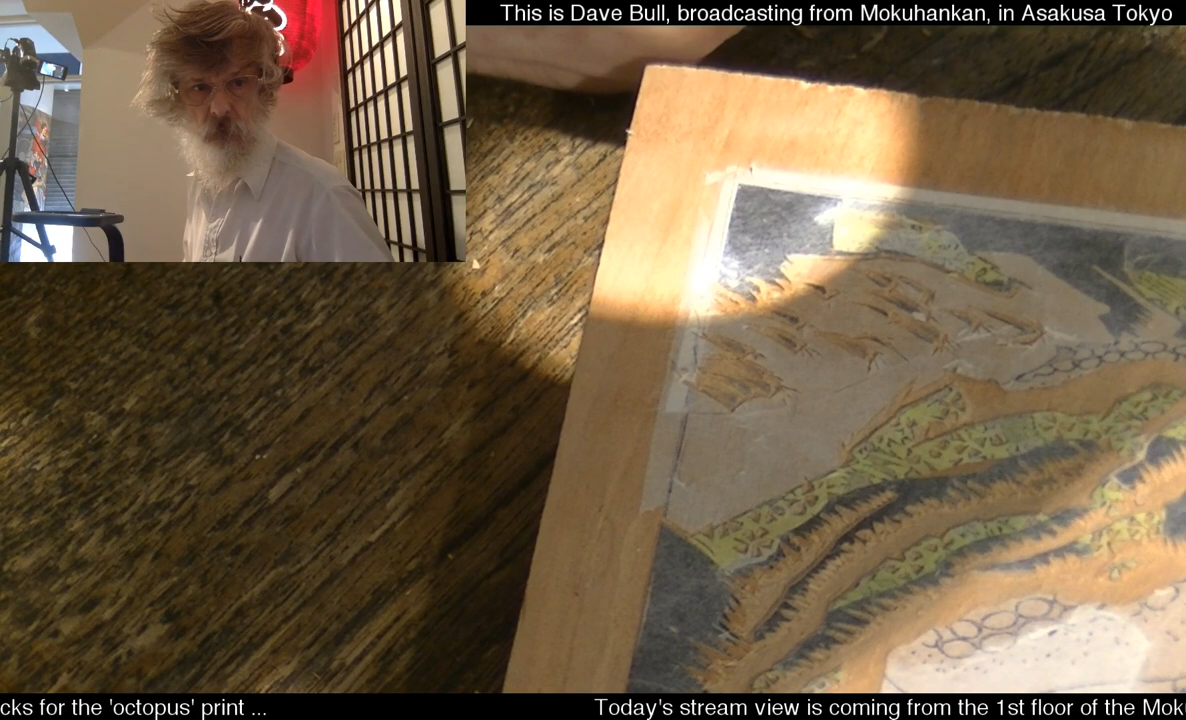 This is Dave Bull, broadcasting from Mokuhankan, in Asakusa Tokyo
cks for the 'octopus' print ... Today's stream view is coming from the 1st floor of the Mok